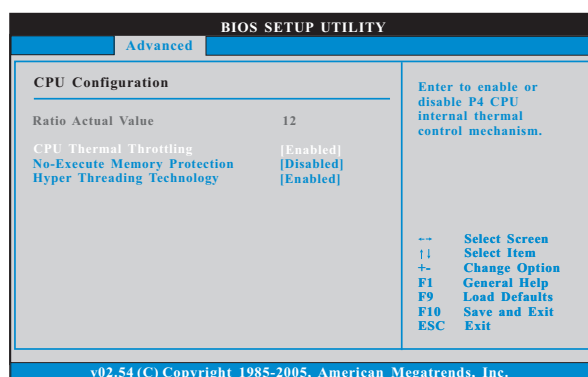 BIOS SETUP UTILITY
Advanced
CPU Configuration
Ratio Actual Value 12
CPU Thermal Throttling [Enabled]
No-Execute Memory Protection [Disabled]
Hyper Threading Technology [Enabled]
Enter to enable or
disable P4 CPU
internal thermal
control mechanism.
←→ Select Screen
↑↓ Select Item
+- Change Option
F1 General Help
F9 Load Defaults
F10 Save and Exit
ESC Exit
v02.54 (C) Copyright 1985-2005, American Megatrends, Inc.